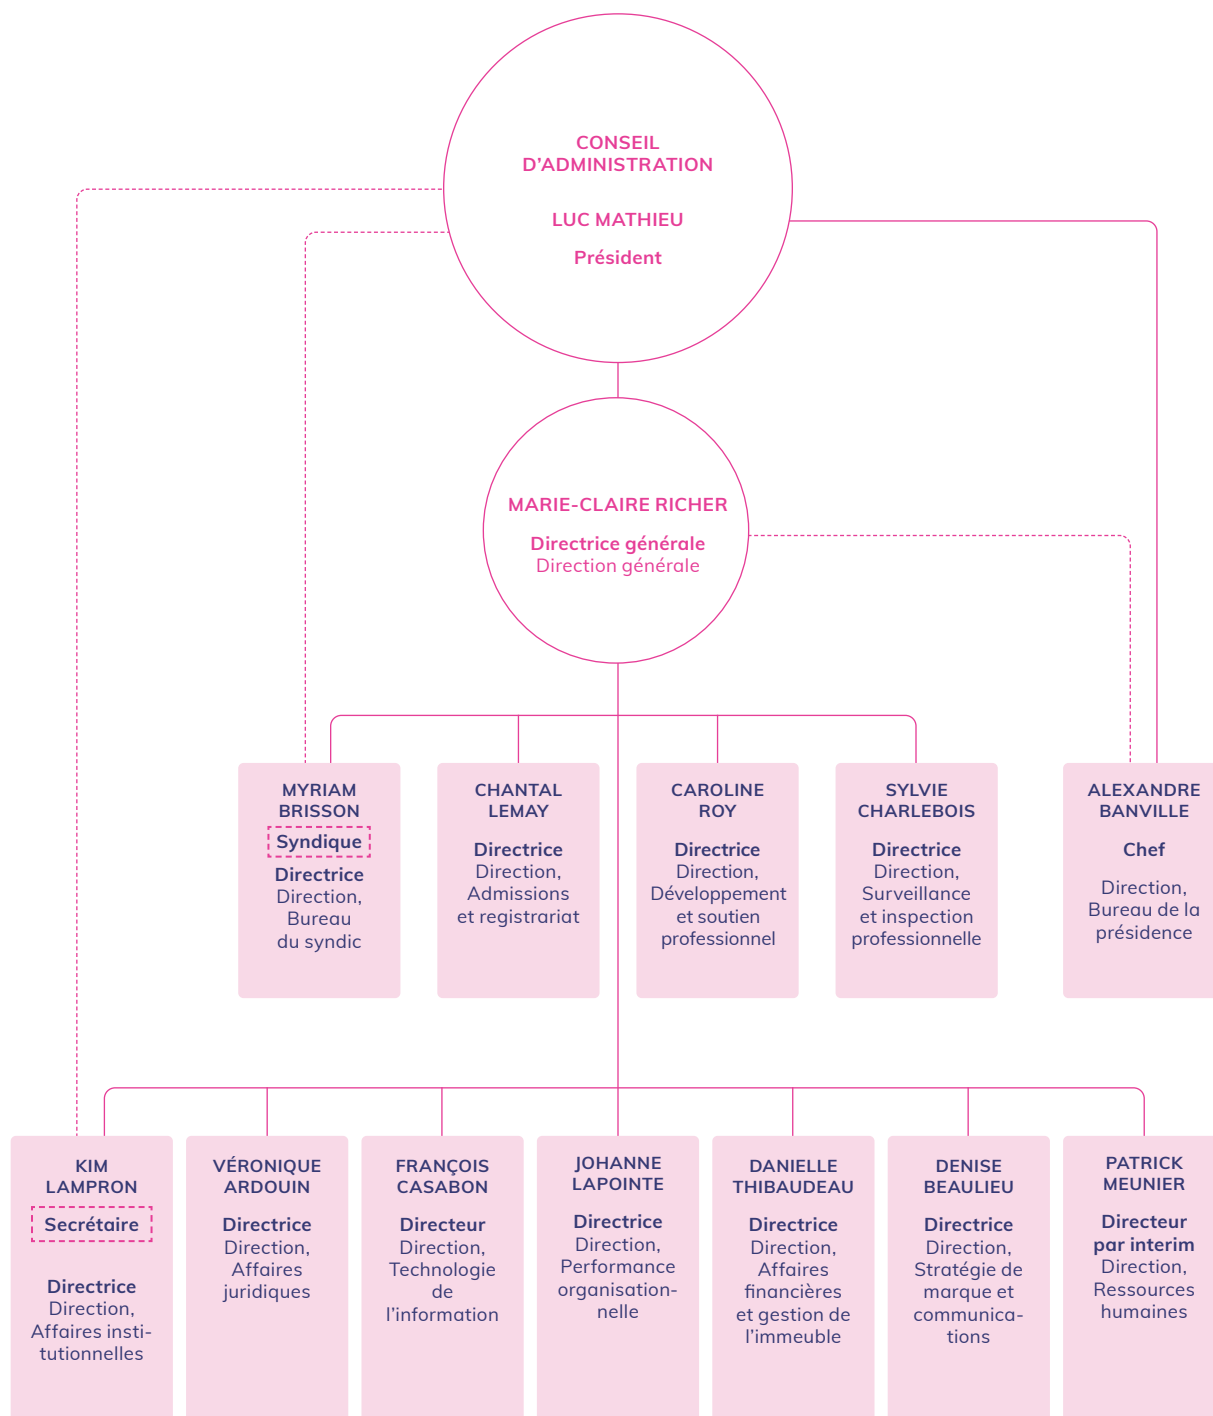 CONSEIL
D’ADMINISTRATION
LUC MATHIEU
Président
MARIE-CLAIRE RICHER
Directrice générale
Direction générale
MYRIAM
BRISSON
Syndique
Directrice
Direction,
Bureau
du syndic
CHANTAL
LEMAY
Directrice
Direction,
Admissions
et registrariat
CAROLINE
ROY
Directrice
Direction,
Développement
et soutien
professionnel
SYLVIE
CHARLEBOIS
Directrice
Direction,
Surveillance
et inspection
professionnelle
ALEXANDRE
BANVILLE
Chef
Direction,
Bureau de la
présidence
KIM
LAMPRON
Secrétaire
Directrice
Direction,
Affaires insti-
tutionnelles
VÉRONIQUE
ARDOUIN
Directrice
Direction,
Affaires
juridiques
FRANÇOIS
CASABON
Directeur
Direction,
Technologie
de
l’information
JOHANNE
LAPOINTE
Directrice
Direction,
Performance
organisation-
nelle
DANIELLE
THIBAUDEAU
Directrice
Direction,
Affaires
financières
et gestion de
l’immeuble
DENISE
BEAULIEU
Directrice
Direction,
Stratégie de
marque et
communica-
tions
PATRICK
MEUNIER
Directeur
par interim
Direction,
Ressources
humaines